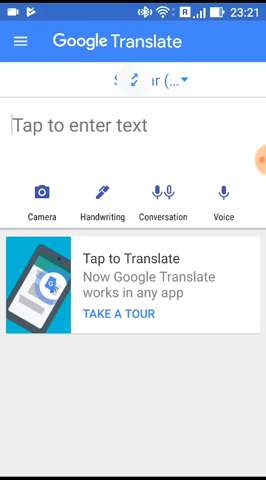 23:21
Google Translate
Tap to enter text
Camera
Handwriting
Conversation
Voice
Tap to Translate
Now Google Translate
works in any app
TAKE A TOUR